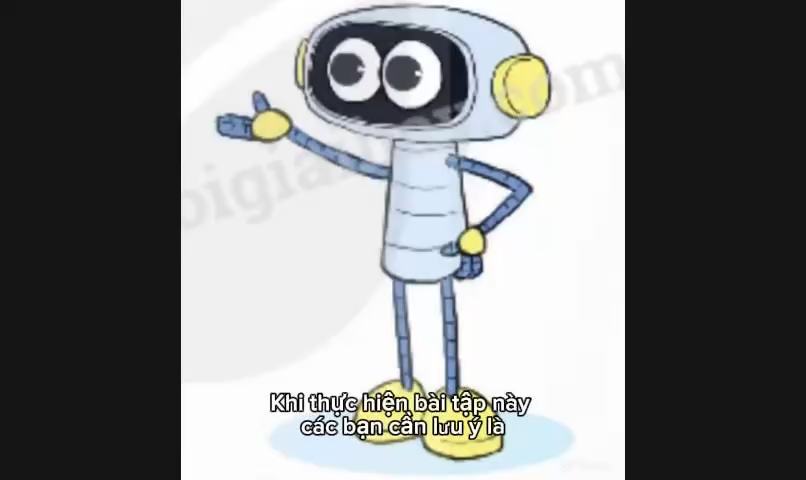 Khi thực hiện bài tập này
các bạn cần lưu ý là